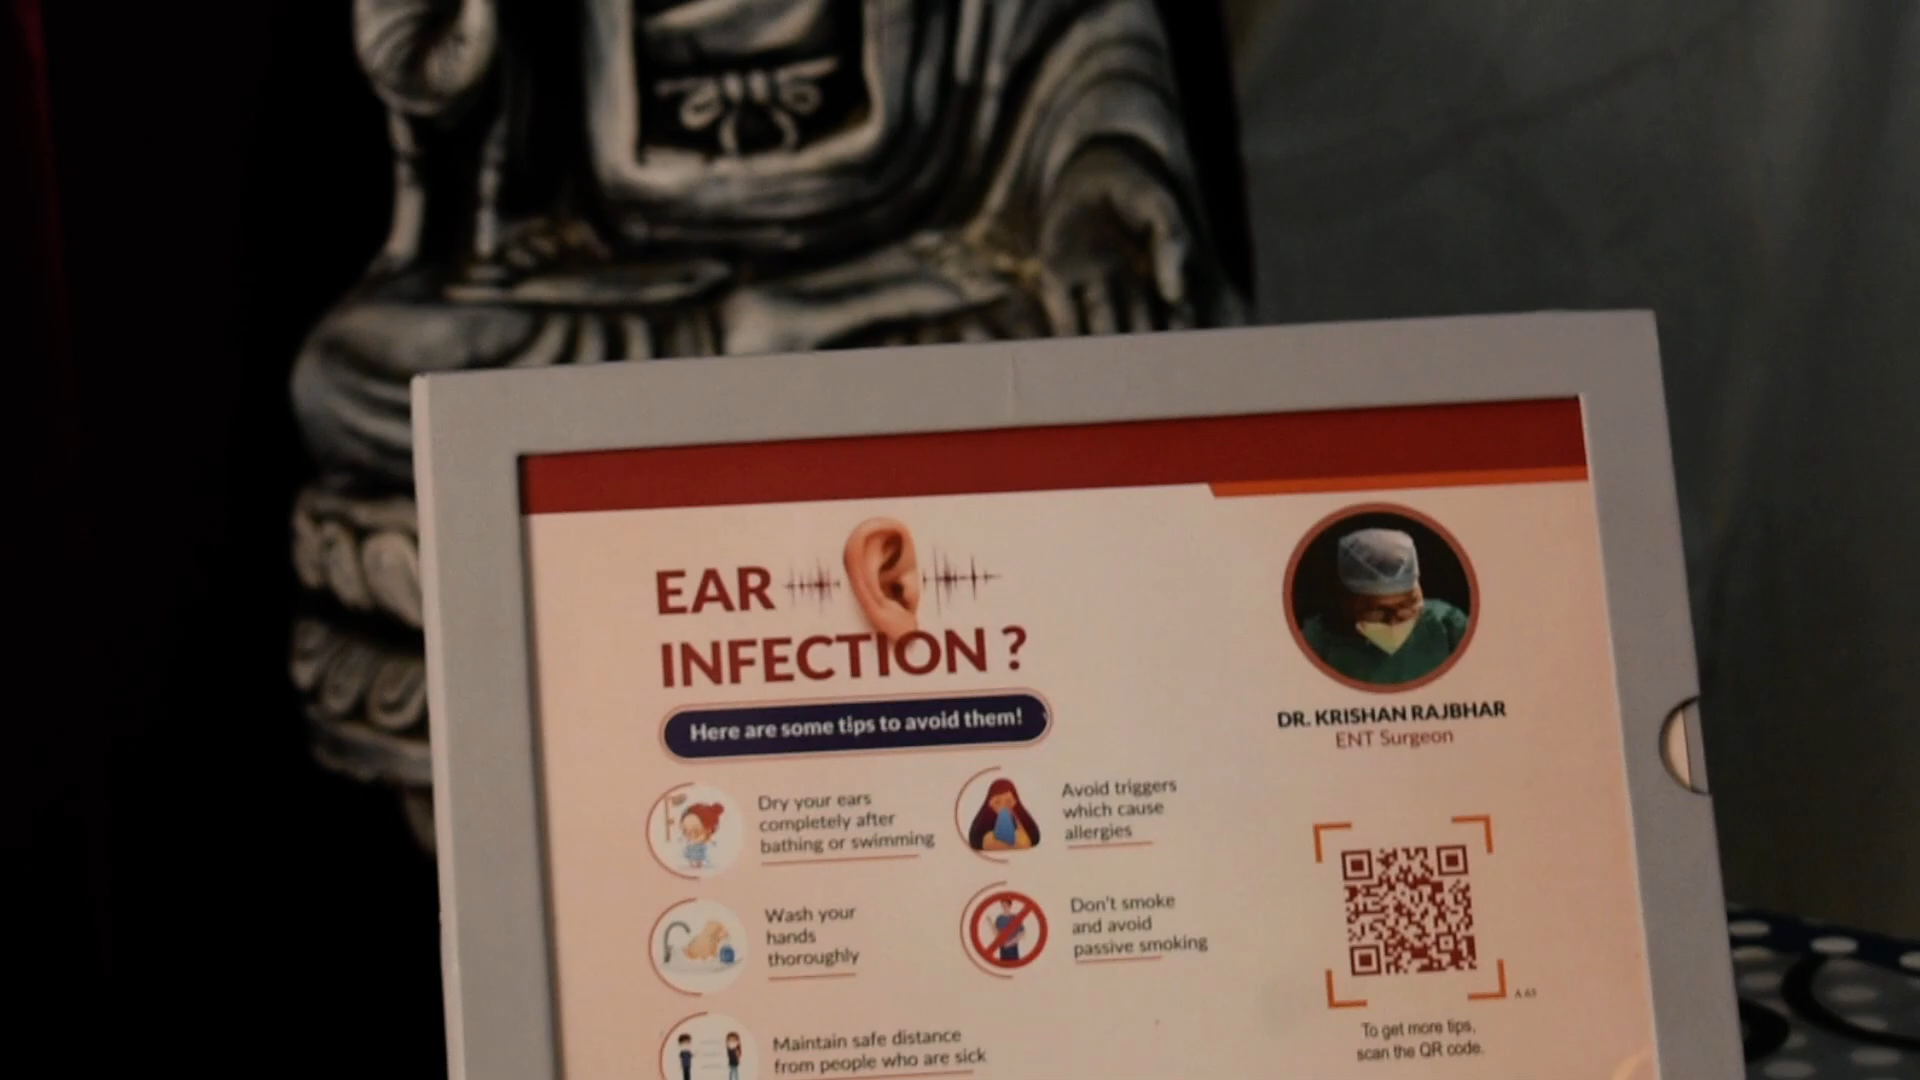 EAR
INFECTION ?
Here are some tips to avoid them!
Dry your ears
completely after
bathing or swimming
Avoid triggers
which cause
allergies
Wash your
hands
thoroughly
Don't smoke
and avoid
passive smoking
Maintain safe distance
from people who are sick
DR. KRISHAN RAJBHAR
ENT Surgeon
To get more tips,
scan the QR code.